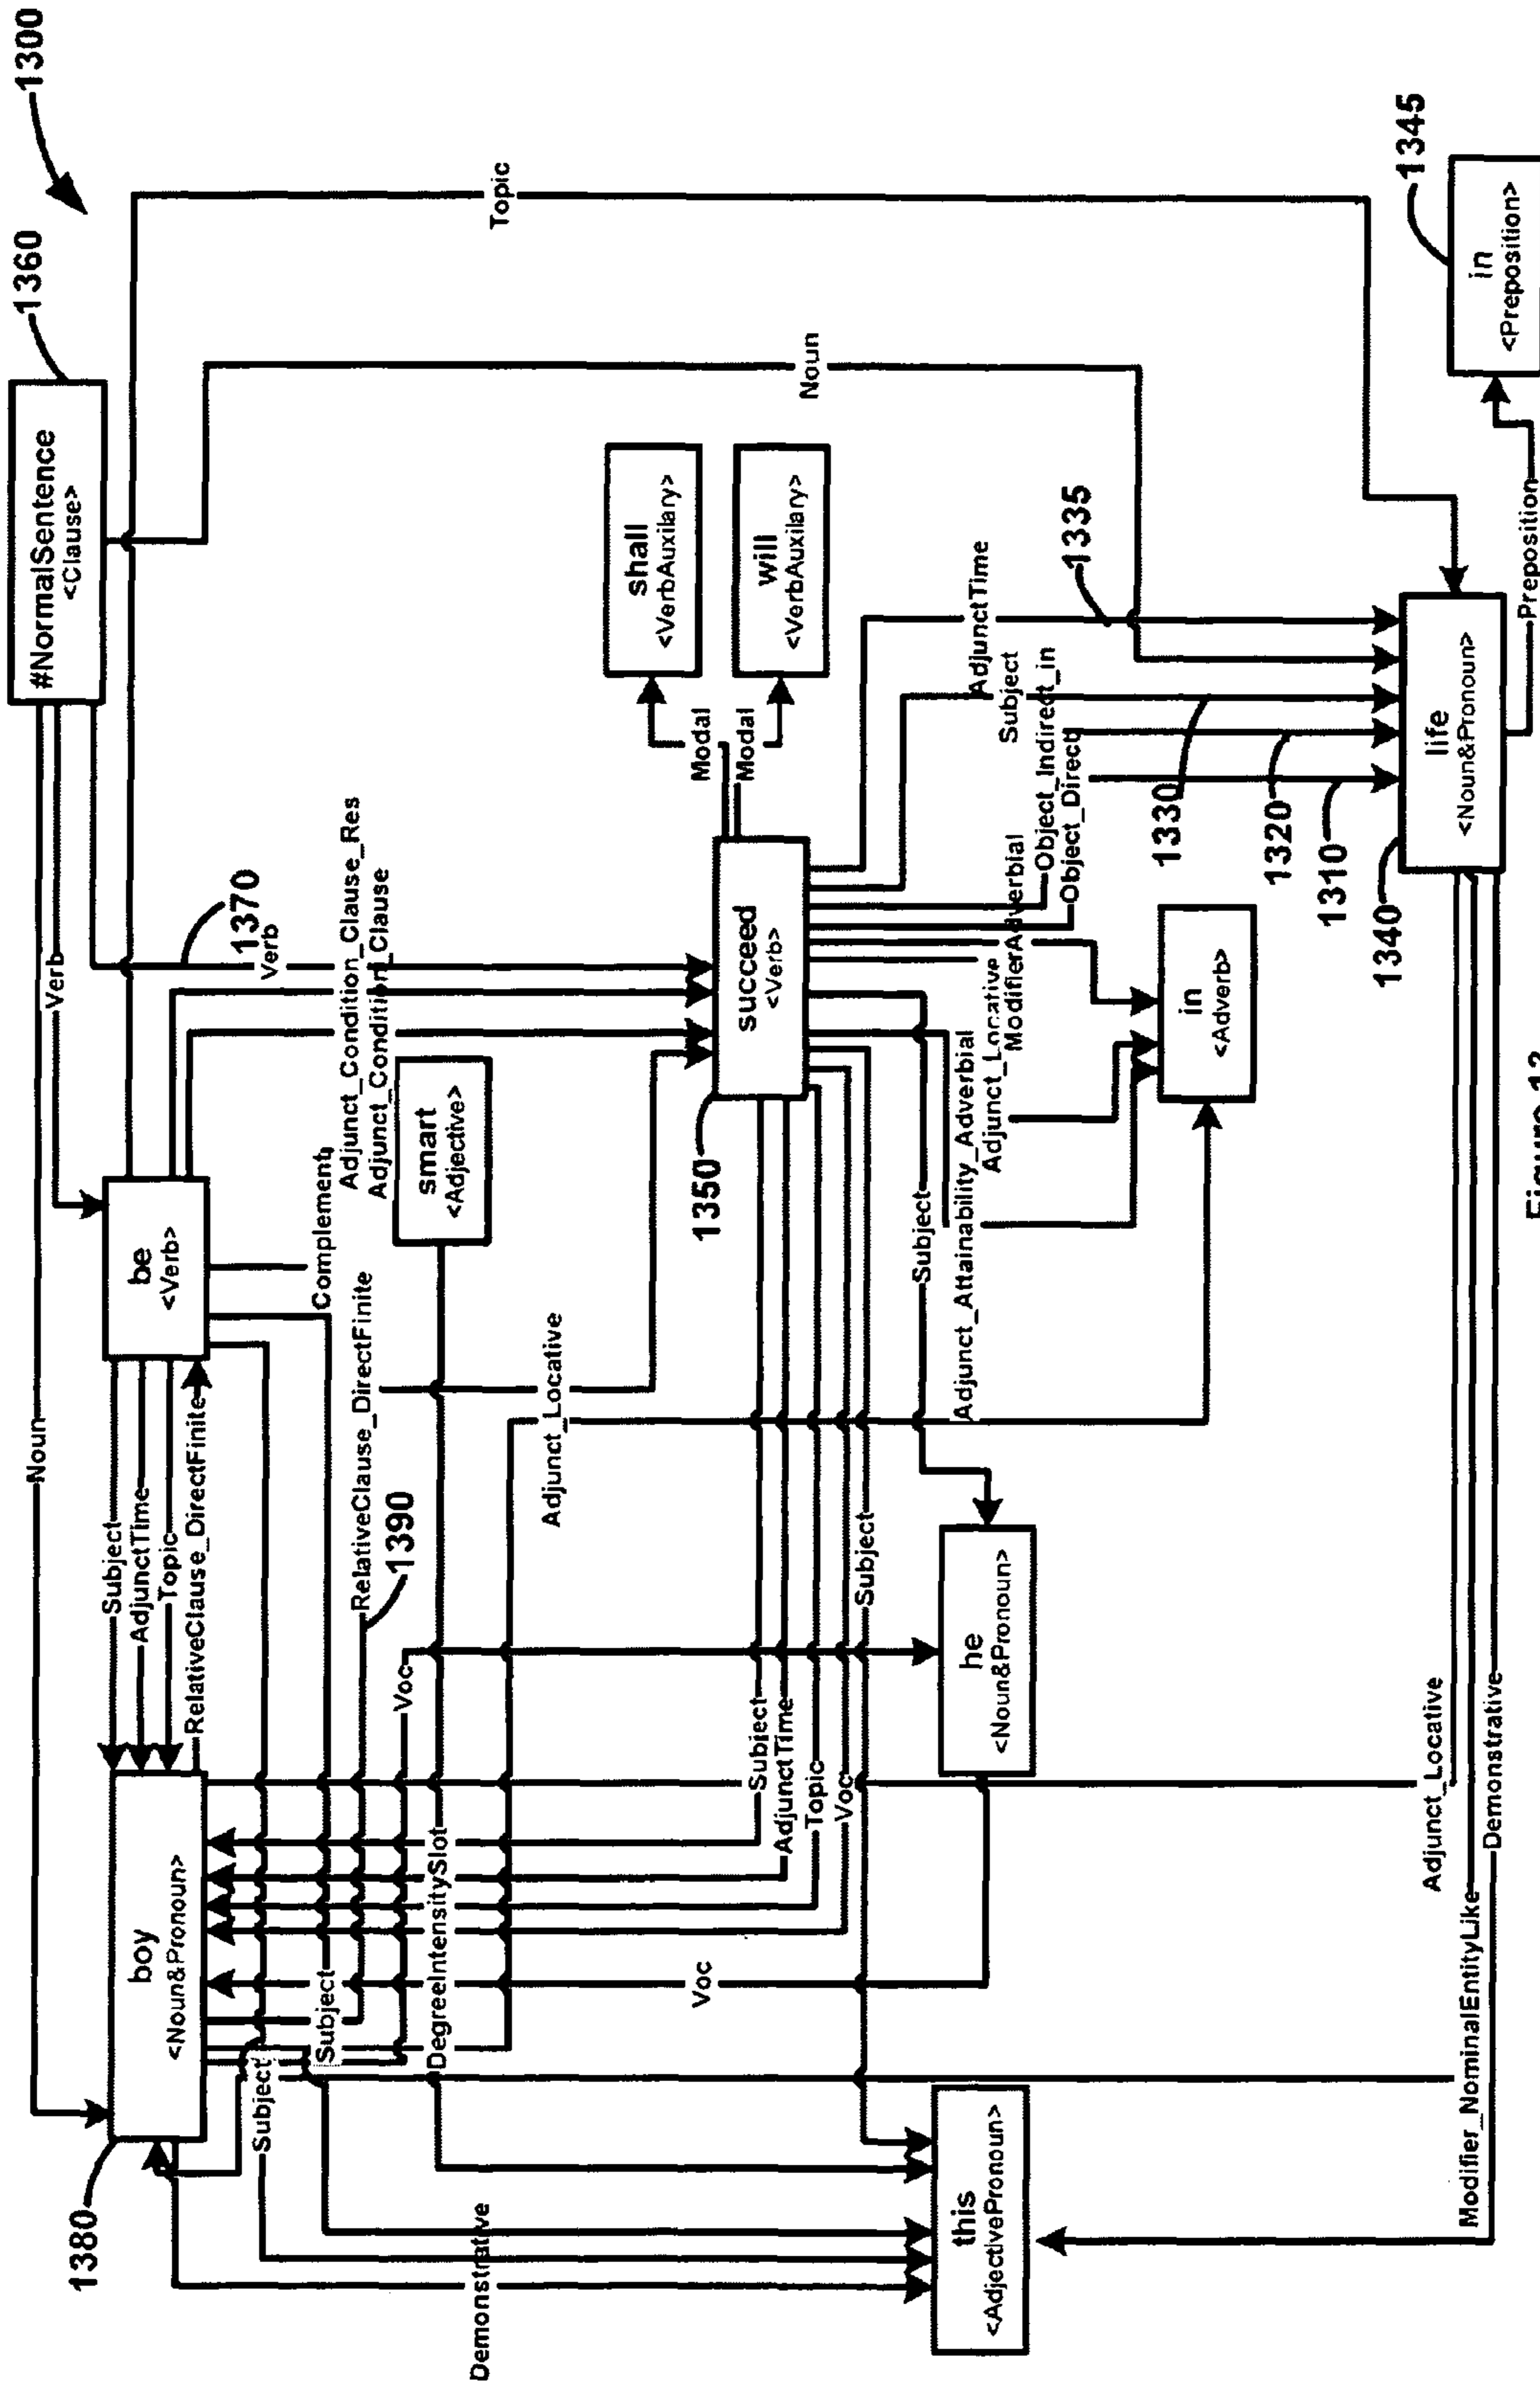 1300
1360
#NormalSentence
<Clause>
Noun
Verb
1370
Verb
Noun
Topic
1380
boy
<Noun&Pronoun>
Subject
AdjunctTime
Topic
RelativeClause_DirectFinite
be
<Verb>
Complement
Adjunct_Condition_Clause_Res
Adjunct_Condition_Clause
smart
<Adjective>
RelativeClause_DirectFinite
1390
Subject
Subject
Voc
DegreeIntensitySlot
Adjunct_Locative
Demonstrative
shall
<VerbAuxilary>
will
<VerbAuxilary>
Modal
Modal
1350
succeed
<Verb>
Subject
AdjunctTime
Topic
Voc
Subject
Voc
Subject
Adjunct_Attainability_Adverbial
Adjunct_Locative
ModifierAdverbial
Object_Indirect_in
Object_Direct
Subject
AdjunctTime
1335
1330
1320
1310
1340
this
<AdjectivePronoun>
he
<Noun&Pronoun>
in
<Adverb>
life
<Noun&Pronoun>
1345
in
<Preposition>
Preposition
Adjunct_Locative
Modifier_NominalEntityLike
Demonstrative
Figure 13